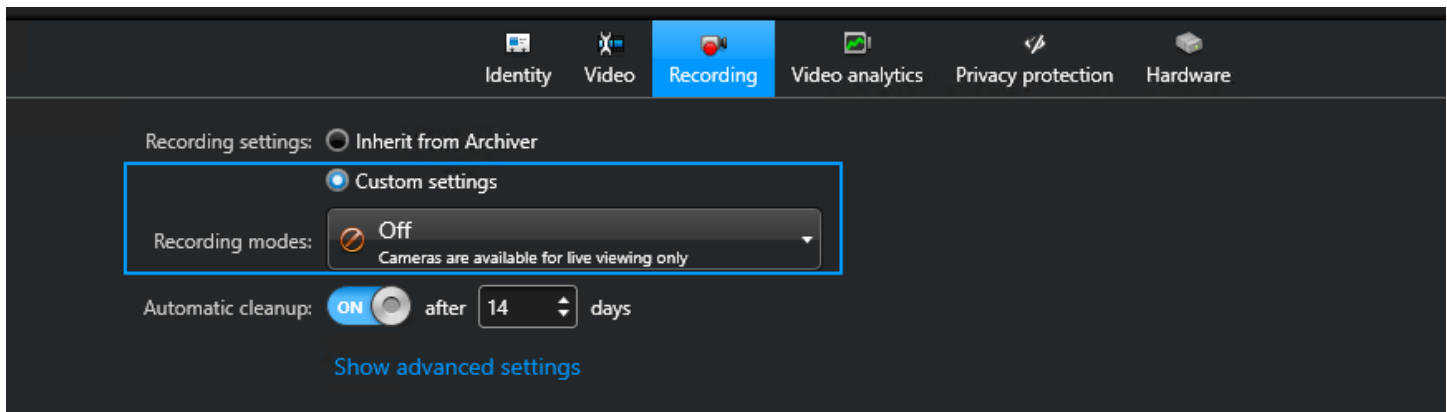 Identity Video Recording Video analytics Privacy protection Hardware
Recording settings: Inherit from Archiver
Custom settings
Recording modes: Off
Cameras are available for live viewing only
Automatic cleanup: ON after 14 days
Show advanced settings